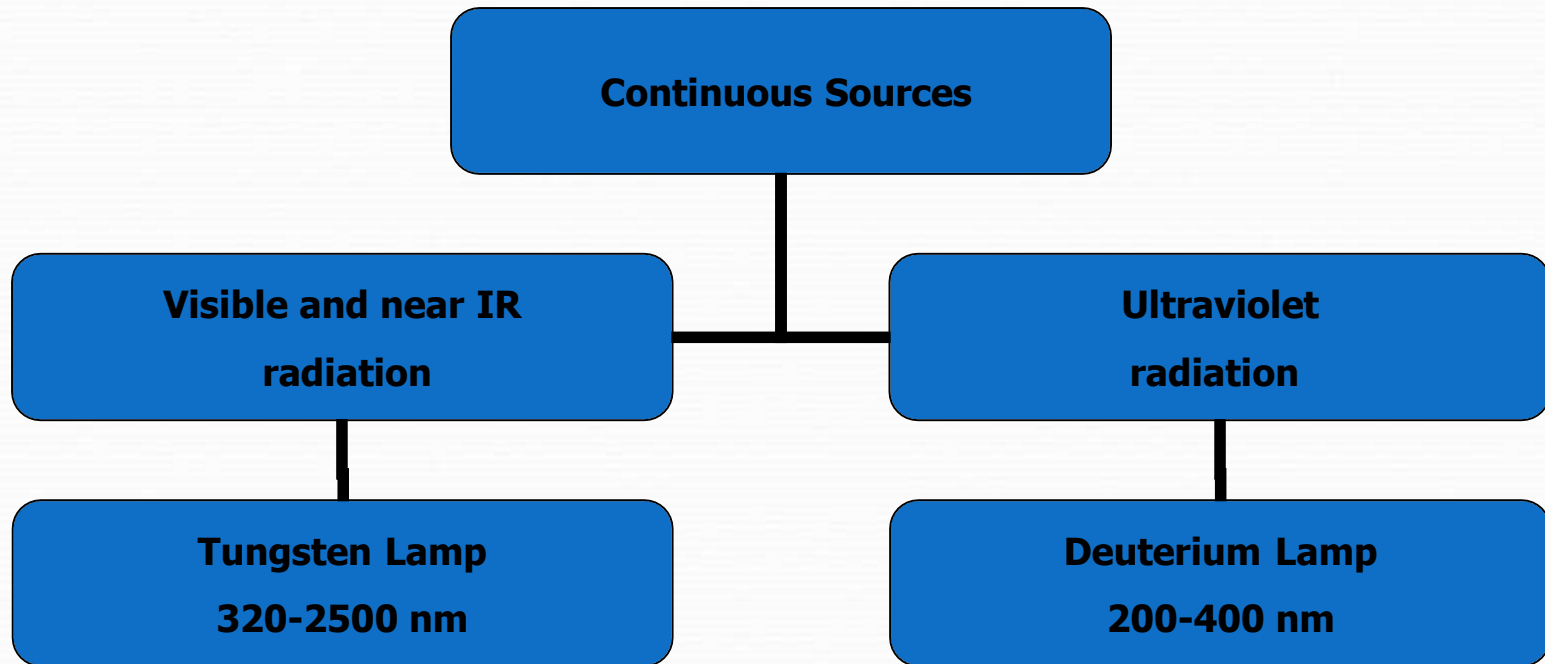 Continuous Sources
Visible and near IR
radiation
Ultraviolet
radiation
Tungsten Lamp
320-2500 nm
Deuterium Lamp
200-400 nm